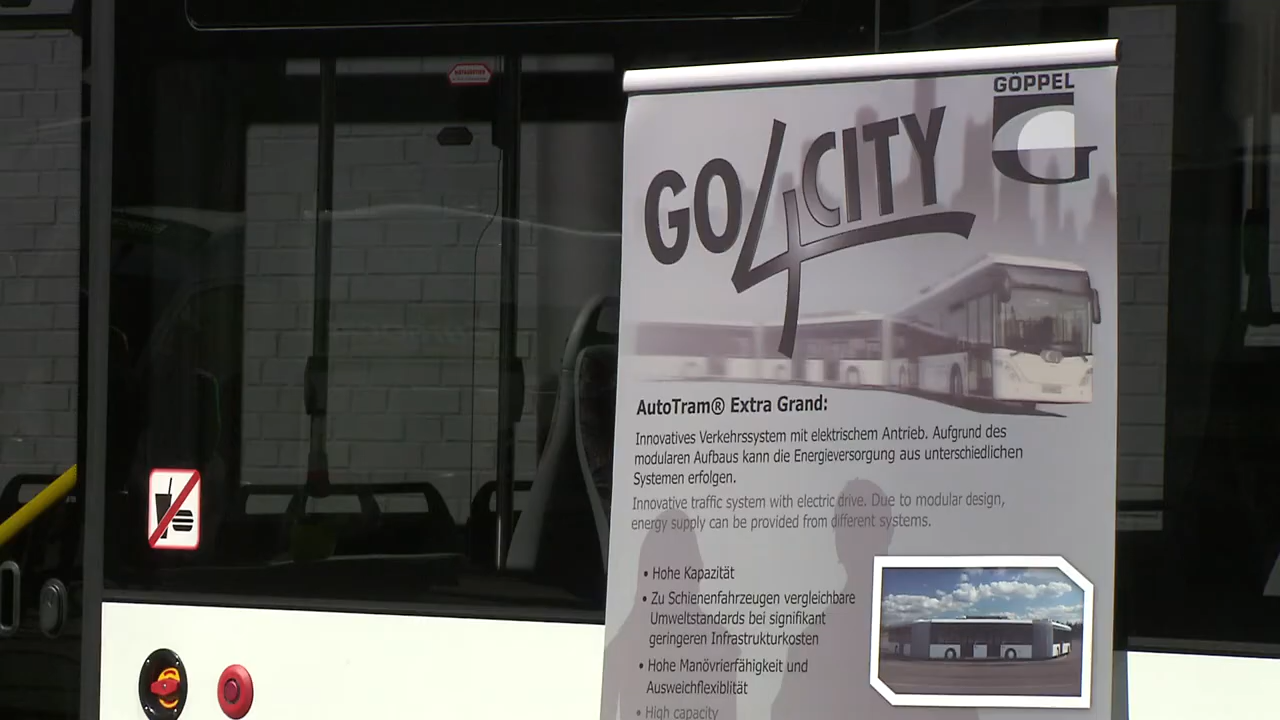 GÖPPEL
G
GO4CITY
AutoTram® Extra Grand:
Innovatives Verkehrssystem mit elektrischem Antrieb. Aufgrund des
modularen Aufbaus kann die Energieversorgung aus unterschiedlichen
Systemen erfolgen.
Innovative traffic system with electric drive. Due to modular design,
energy supply can be provided from different systems.
• Hohe Kapazität
• Zu Schienenfahrzeugen vergleichbare
Umweltstandards bei signifikant
geringeren Infrastrukturkosten
• Hohe Manövrierfähigkeit und
Ausweichflexiblität
• High capacity